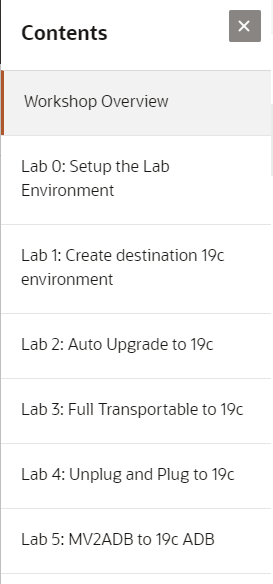 Contents
Workshop Overview
Lab 0: Setup the Lab
Environment
Lab 1: Create destination 19c
environment
Lab 2: Auto Upgrade to 19c
Lab 3: Full Transportable to 19c
Lab 4: Unplug and Plug to 19c
Lab 5: MV2ADB to 19c ADB